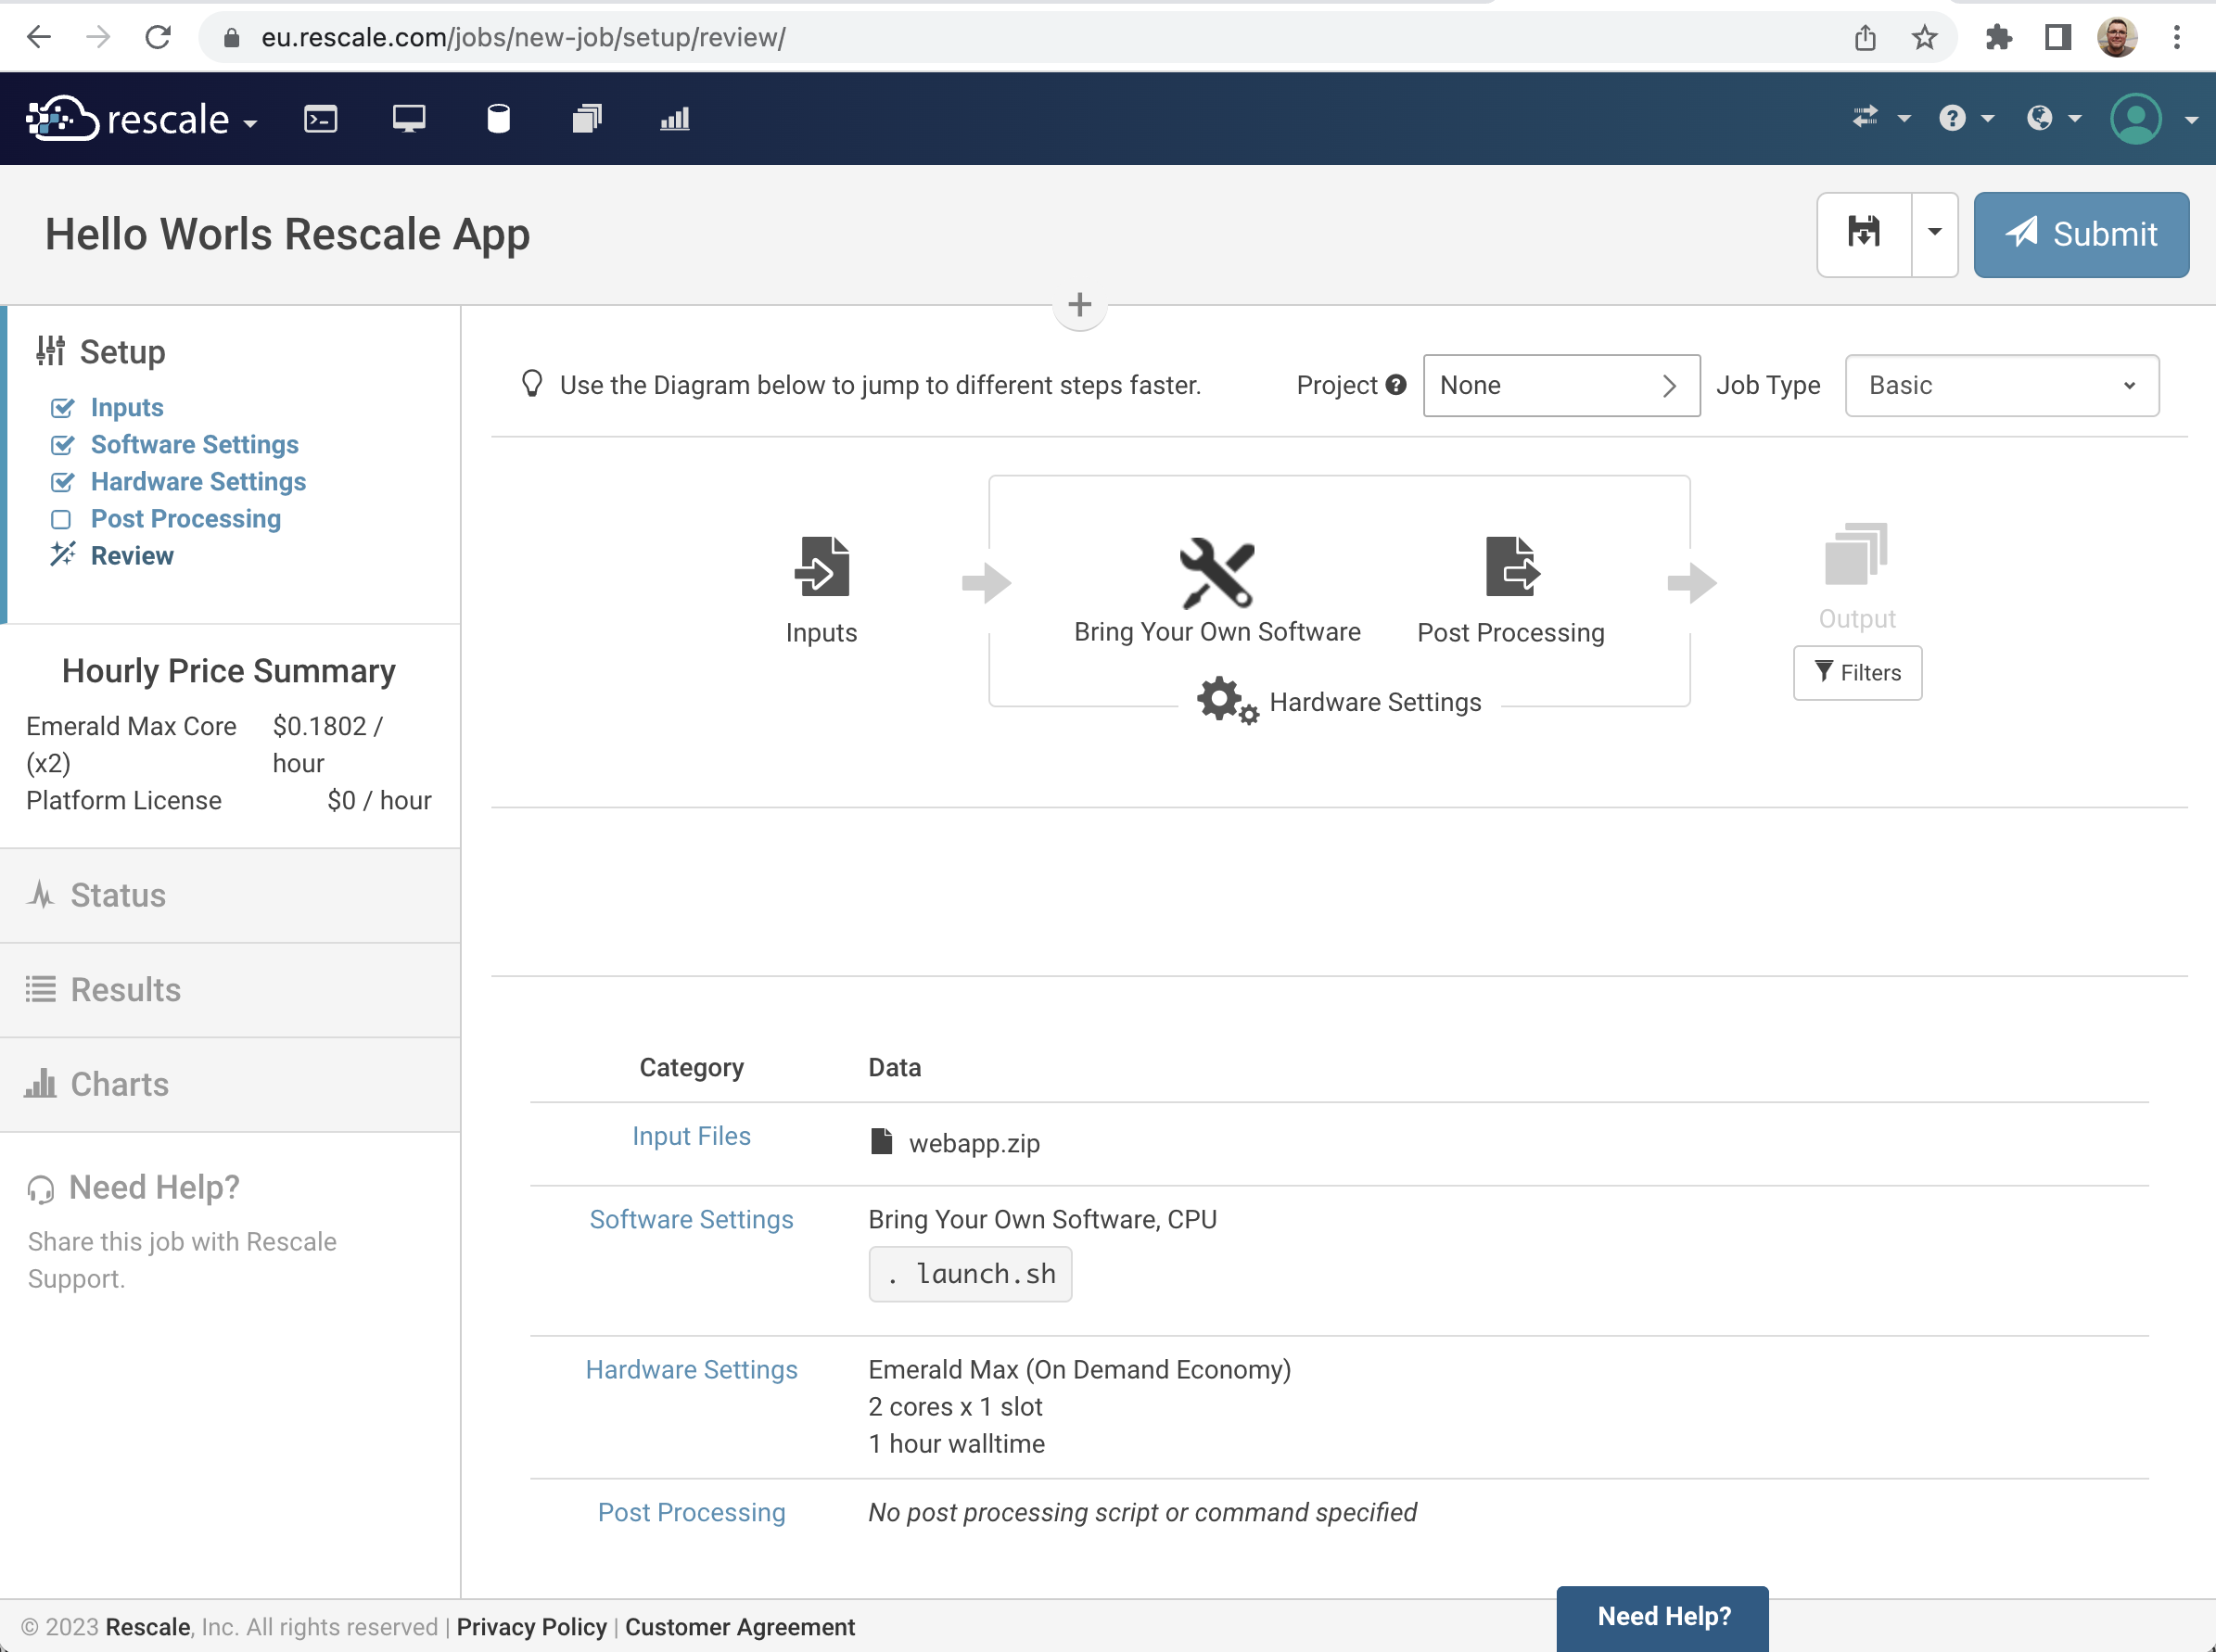 eu.rescale.com/jobs/new-job/setup/review/
rescale
Hello Worls Rescale App
Submit
Setup
Inputs
Software Settings
Hardware Settings
Post Processing
Review
Hourly Price Summary
Emerald Max Core (x2) $0.1802 / hour
Platform License $0 / hour
Status
Results
Charts
Need Help?
Share this job with Rescale
Support.
Use the Diagram below to jump to different steps faster.
Project None Job Type Basic
Inputs
Bring Your Own Software
Post Processing
Hardware Settings
Output
Filters
Category Data
Input Files webapp.zip
Software Settings Bring Your Own Software, CPU
. launch.sh
Hardware Settings Emerald Max (On Demand Economy)
2 cores x 1 slot
1 hour walltime
Post Processing No post processing script or command specified
© 2023 Rescale, Inc. All rights reserved | Privacy Policy | Customer Agreement
Need Help?